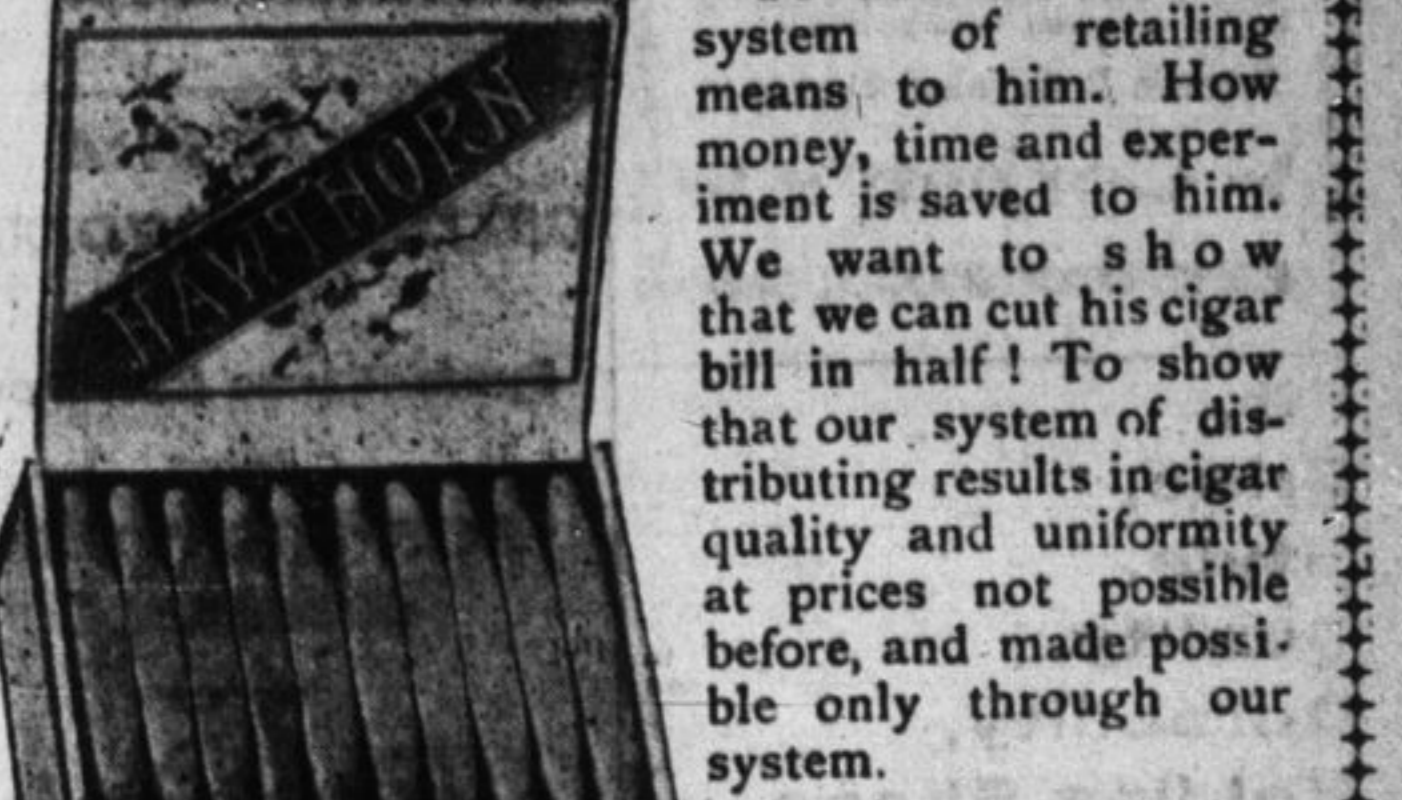 HAWTHORN
system of retailing
means to him. How
money, time and exper-
iment is saved to him.
We want to show
that we can cut his cigar
bill in half ! To show
that our system of dis-
tributing results in cigar
quality and uniformity
at prices not possible
before, and made possi-
ble only through our
system.